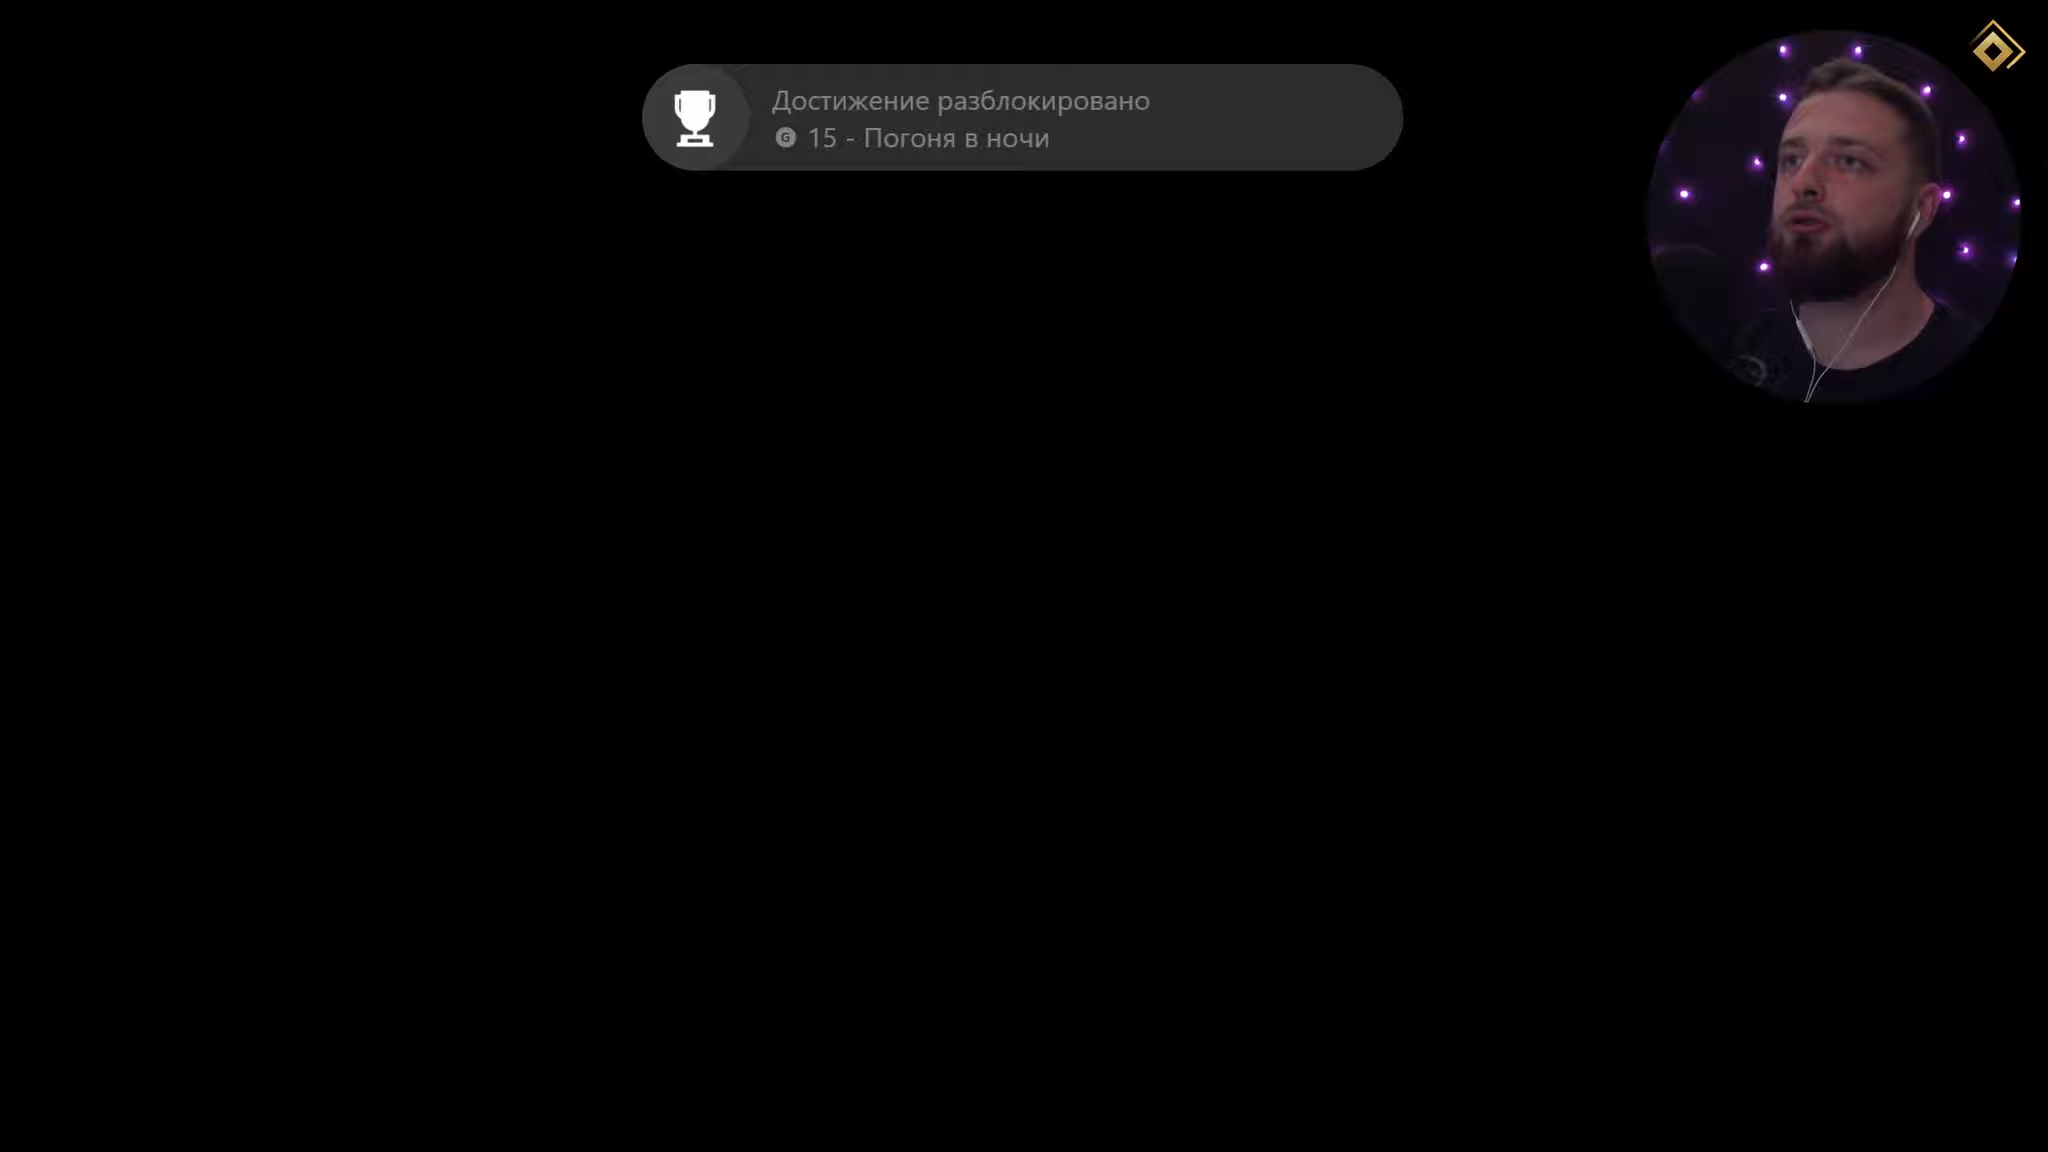 Достижение разблокировано
G 15 - Погоня в ночи